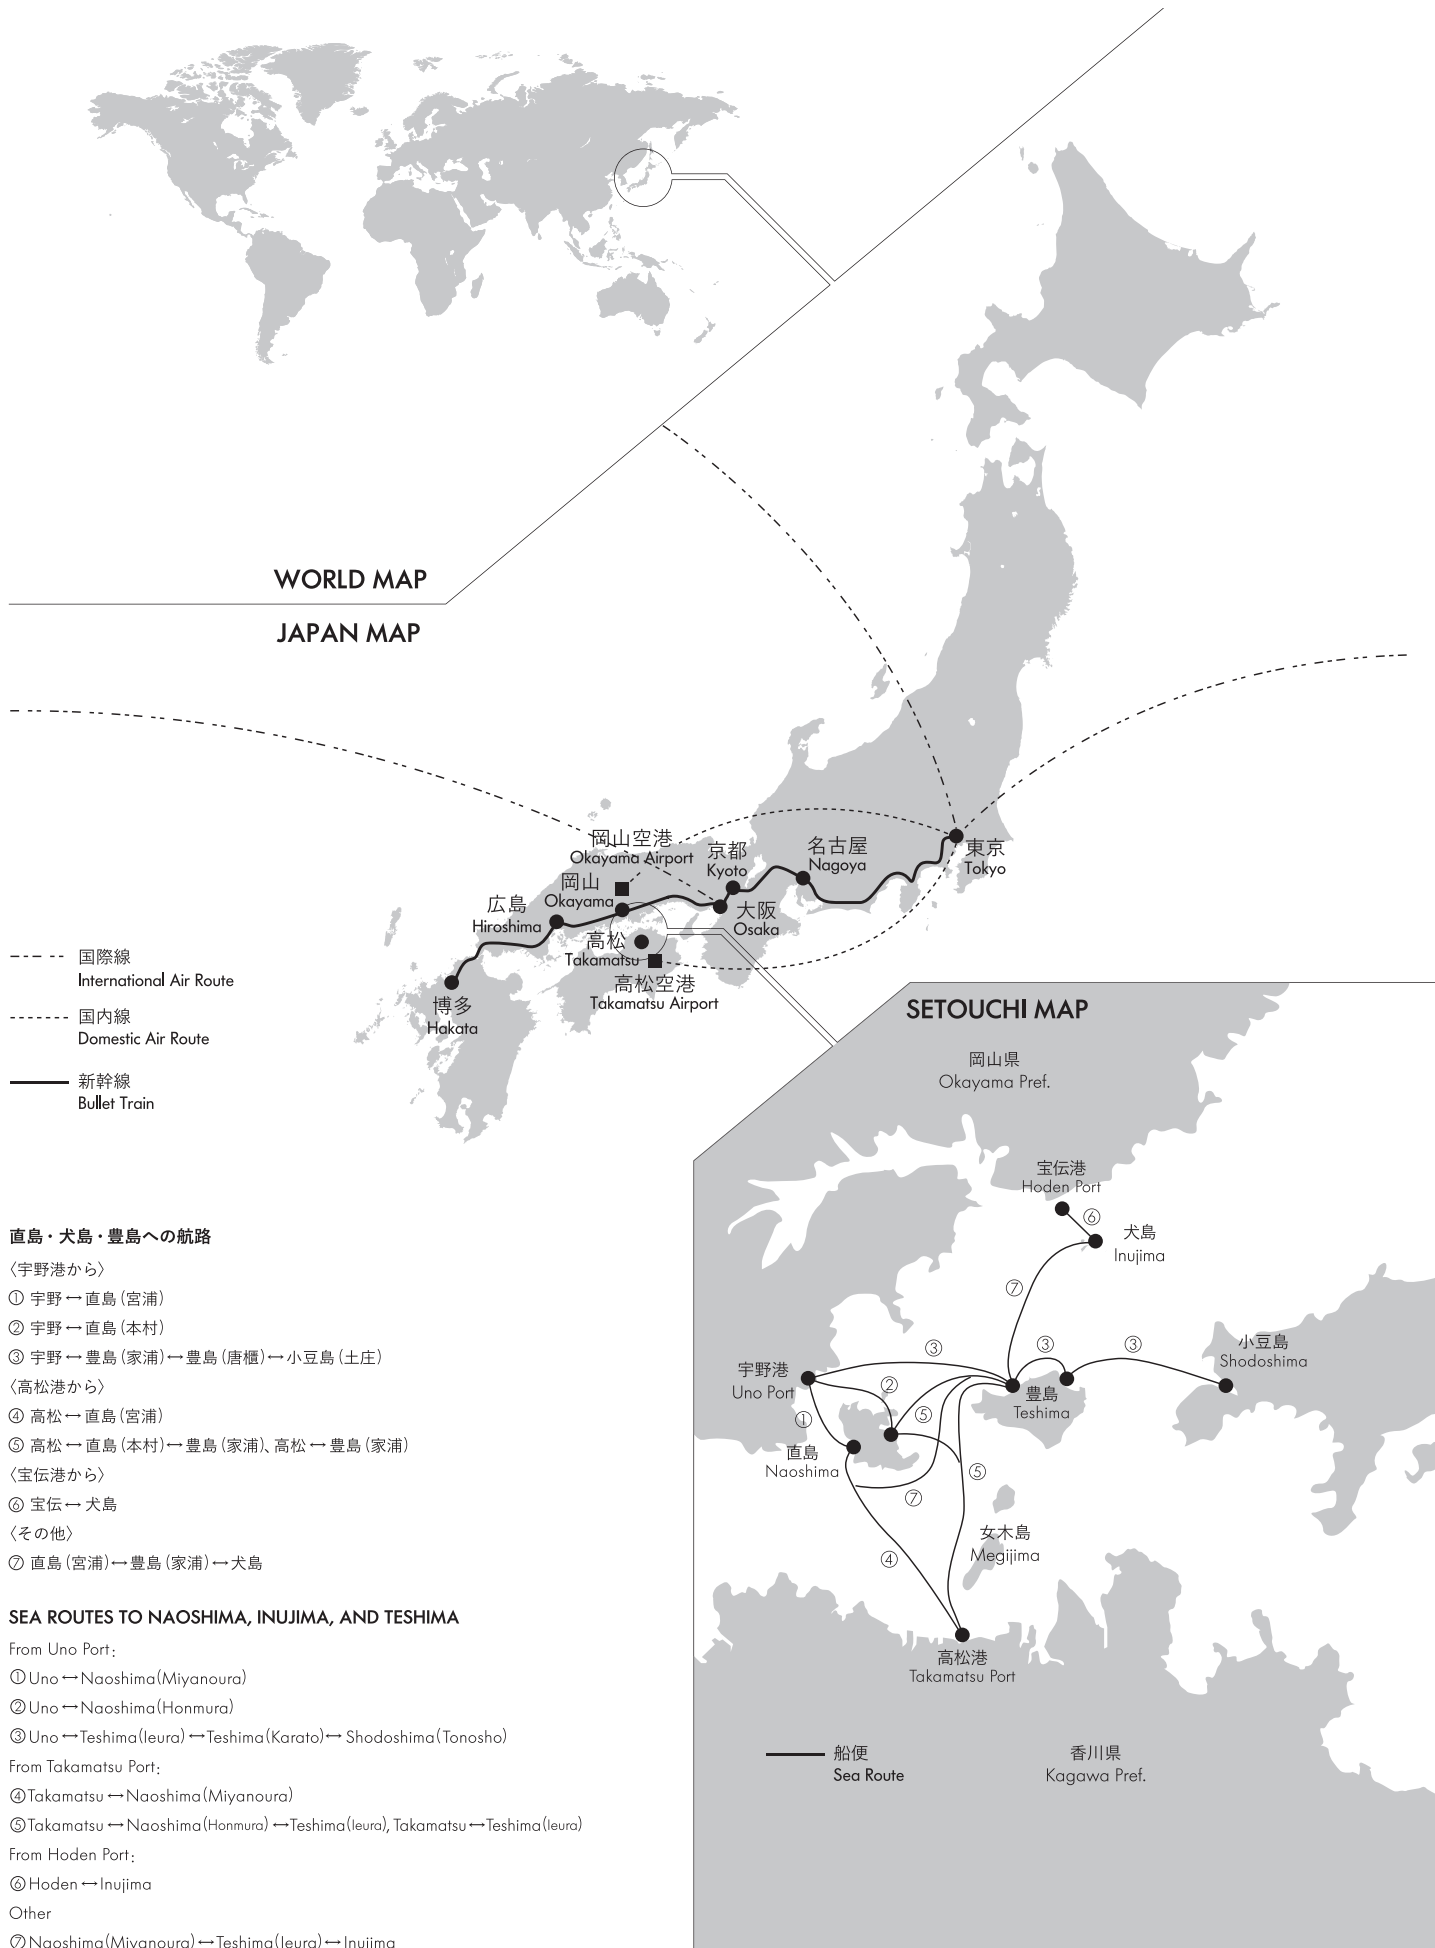 WORLD MAP
JAPAN MAP
岡山空港
Okayama Airport
京都
Kyoto
名古屋
Nagoya
東京
Tokyo
岡山
Okayama
広島
Hiroshima
大阪
Osaka
高松
Takamatsu
高松空港
Takamatsu Airport
博多
Hakata
国際線
International Air Route
国内線
Domestic Air Route
新幹線
Bullet Train
SETOUCHI MAP
岡山県
Okayama Pref.
宝伝港
Hoden Port
⑥
犬島
Inujima
⑦
③
③
③
小豆島
Shodoshima
宇野港
Uno Port
②
豊島
Teshima
①
⑤
直島
Naoshima
⑤
⑦
女木島
Megijima
④
高松港
Takamatsu Port
船便
Sea Route
香川県
Kagawa Pref.
直島・犬島・豊島への航路
〈宇野港から〉
① 宇野↔直島(宮浦)
② 宇野↔直島(本村)
③ 宇野↔豊島(家浦)↔豊島(唐櫃)↔小豆島(土庄)
〈高松港から〉
④ 高松↔直島(宮浦)
⑤ 高松↔直島(本村)↔豊島(家浦)、高松↔豊島(家浦)
〈宝伝港から〉
⑥ 宝伝↔犬島
〈その他〉
⑦ 直島(宮浦)↔豊島(家浦)↔犬島
SEA ROUTES TO NAOSHIMA, INUJIMA, AND TESHIMA
From Uno Port:
①Uno↔Naoshima(Miyanoura)
②Uno↔Naoshima(Honmura)
③Uno↔Teshima(Ieura)↔Teshima(Karato)↔Shodoshima(Tonosho)
From Takamatsu Port:
④Takamatsu↔Naoshima(Miyanoura)
⑤Takamatsu↔Naoshima(Honmura)↔Teshima(Ieura), Takamatsu↔Teshima(Ieura)
From Hoden Port:
⑥Hoden↔Inujima
Other
⑦Naoshima(Miyanoura)↔Teshima(Ieura)↔Inujima